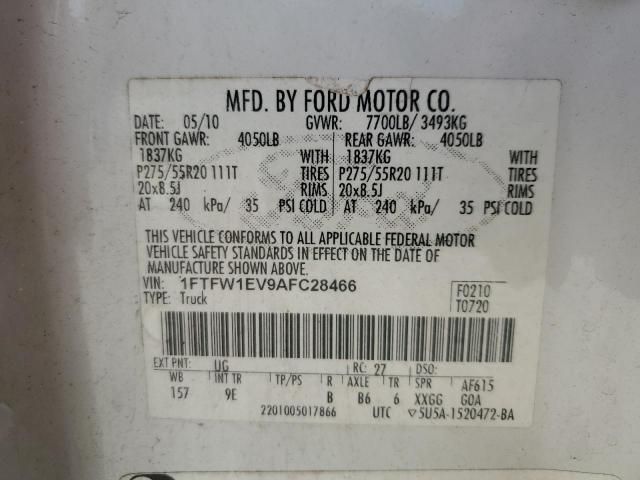 MFD. BY FORD MOTOR CO.
DATE: 05/10 GVWR: 7700LB/ 3493KG
FRONT GAWR: 4050LB REAR GAWR: 4050LB
1837KG WITH 1837KG WITH
P275/55R20 111T TIRES P275/55R20 111T TIRES
20x8.5J RIMS 20x8.5J RIMS
AT 240 kPa/ 35 PSI COLD AT 240 kPa/ 35 PSI COLD
THIS VEHICLE CONFORMS TO ALL APPLICABLE FEDERAL MOTOR
VEHICLE SAFETY STANDARDS IN EFFECT ON THE DATE OF
MANUFACTURE SHOWN ABOVE.
VIN: 1FTFW1EV9AFC28466 F0210
TYPE: Truck T0720
EXT PNT: UG RC: 27 DSO:
WB INT TR TP/PS R AXLE TR SPR AF615
157 9E B B6 6 XXGG GOA
2201005017866 UTC ▽5U5A-1520472-BA